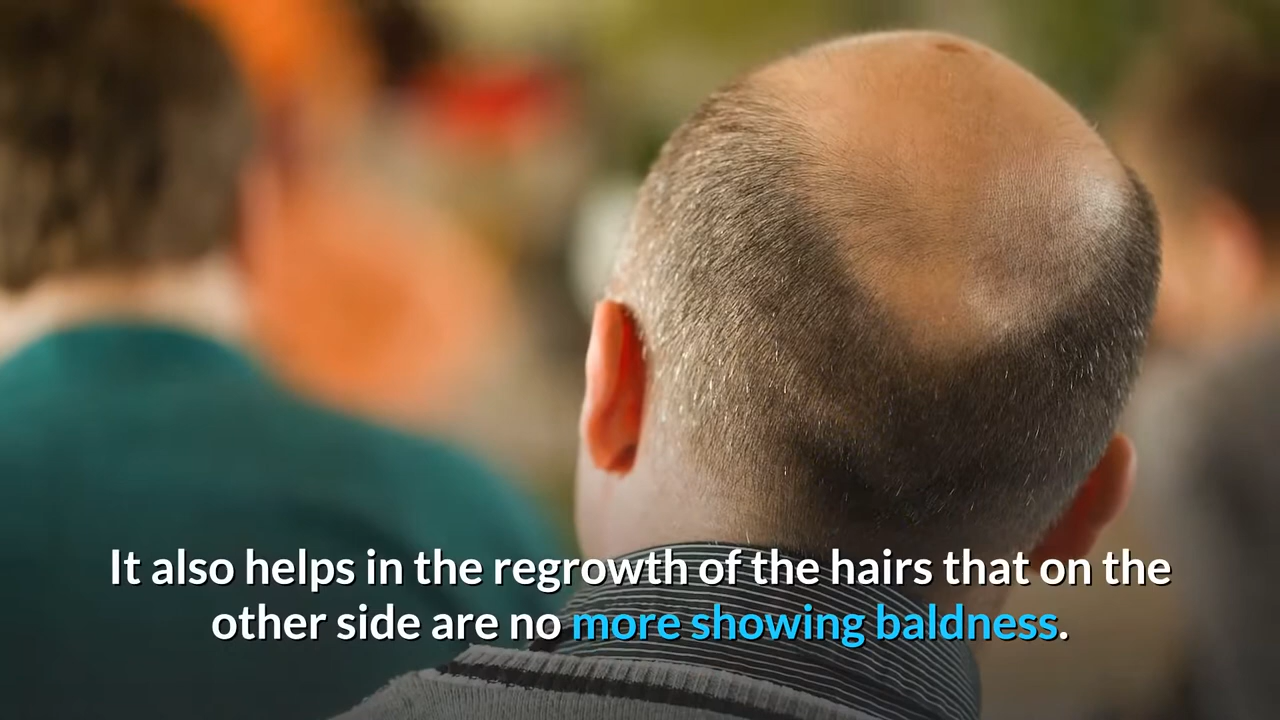 It also helps in the regrowth of the hairs that on the
other side are no more showing baldness.